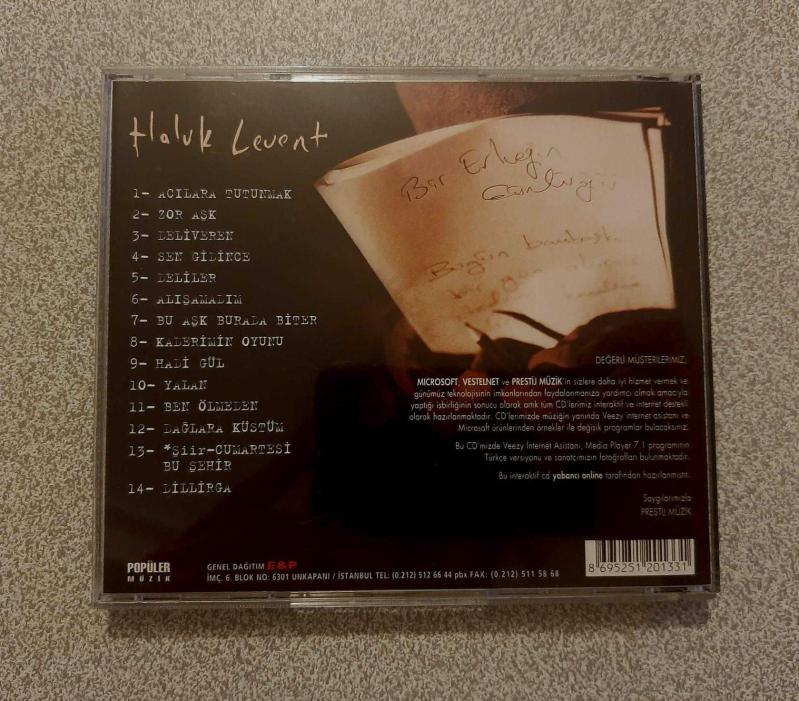 Haluk Levent
1- ACILARA TUTUNMAK
2- ZOR AŞK
3- DELİVEREN
4- SEN GİDİNCE
5- DELİLER
6- ALIŞAMADIM
7- BU AŞK BURADA BİTER
8- KADERİMİN OYUNU
9- HADİ GÜL
10- YALAN
11- BEN ÖLMEDEN
12- DAĞLARA KÜSTÜM
13- *Şiir-CUMARTESİ
BU ŞEHİR
14- DİLLİRGA
Bir Erkeğin
Günlüğü
Bugün
bir gün
DEĞERLİ MÜŞTERİLERİMİZ,
MICROSOFT, VESTELNET ve PRESTİJ MÜZİK'in sizlere daha iyi hizmet vermek ve
günümüz teknolojisinin imkanlarından faydalanmanıza yardımcı olmak amacıyla
yaptığı işbirliğinin sonucu olarak artık tüm CD'lerimiz interaktif ve internet destekli
olarak hazırlanmaktadır. CD'lerimizde müziğin yanında Veezy internet asistanı ve
Microsoft ürünlerinden örnekler ile değişik programlar bulacaksınız.
Bu CD'mizde Veezy İnternet Asistanı, Media Player 7.1 programının
Türkçe versiyonu ve sanatçımızın fotoğrafları bulunmaktadır.
Bu interaktif cd yabancı online tarafından hazırlanmıştır.
Saygılarımızla
PRESTİJ MÜZİK
POPÜLER
MÜZİK
GENEL DAĞITIM E&P
İMÇ. 6. BLOK NO: 6301 UNKAPANI / İSTANBUL TEL: (0.212) 512 66 44 pbx FAX: (0.212) 511 58 68
8 695251 201331